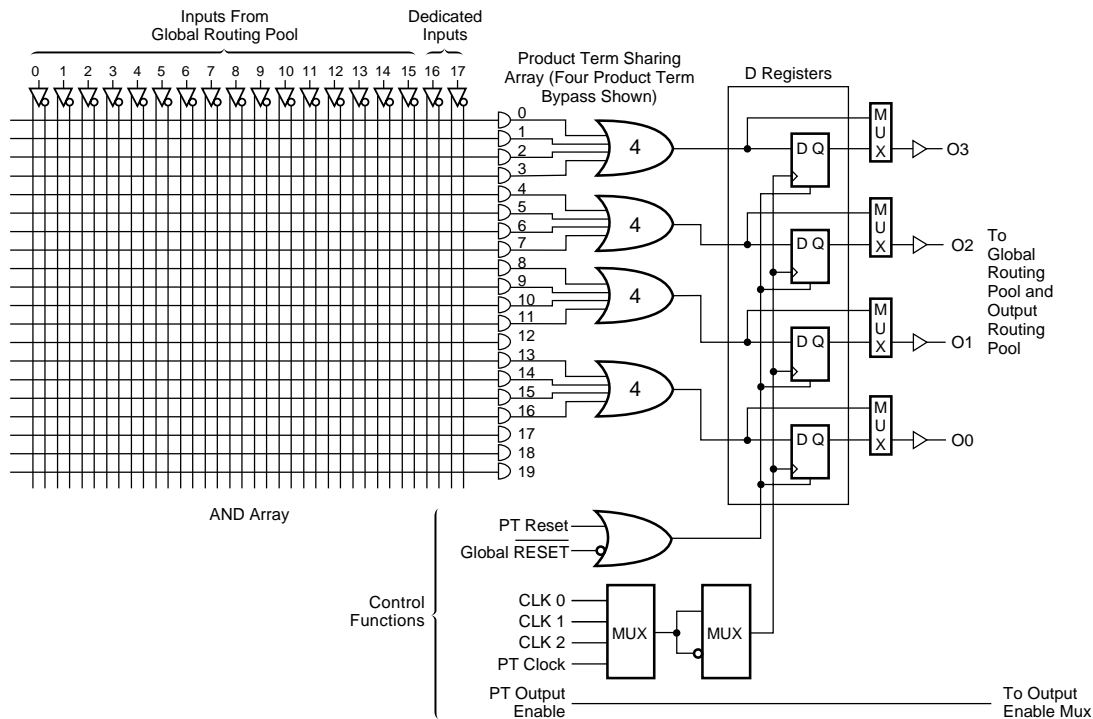 Inputs From
Global Routing Pool
Dedicated
Inputs
0 1 2 3 4 5 6 7 8 9 10 11 12 13 14 15 16 17
Product Term Sharing
Array (Four Product Term
Bypass Shown)
D Registers
0
1
2
3
4
5
6
7
8
9
10
11
12
13
14
15
16
17
18
19
4
4
4
4
D Q
D Q
D Q
D Q
MUX
MUX
MUX
MUX
O3
O2
O1
O0
To
Global
Routing
Pool and
Output
Routing
Pool
AND Array
Control
Functions
PT Reset
Global RESET
CLK 0
CLK 1
CLK 2
PT Clock
MUX
MUX
PT Output
Enable
To Output
Enable Mux